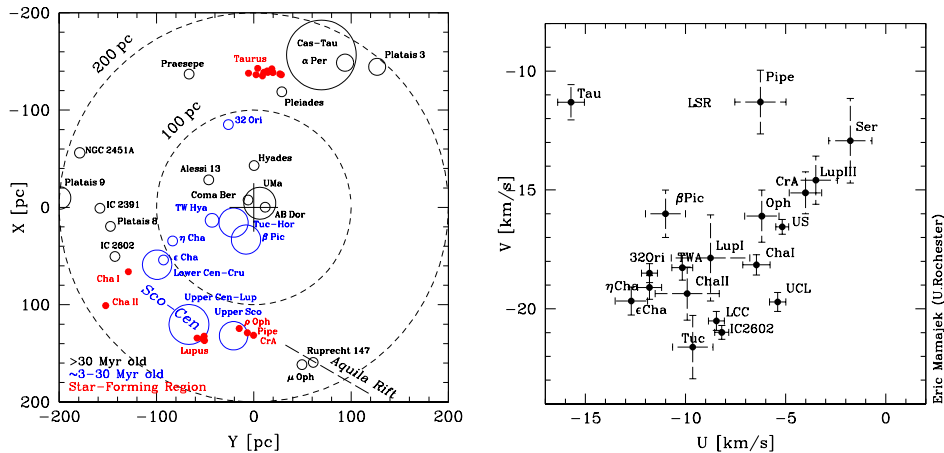 −200
−100
0
100
200
X [pc]
−200
−100
0
100
200
Y [pc]
200 pc
100 pc
Cas−Tau
α Per
Platais 3
Taurus
Praesepe
Pleiades
32 Ori
NGC 2451A
Hyades
Alessi 13
Platais 9
Coma Ber
UMa
IC 2391
TW Hya
AB Dor
Platais 8
Tuc−Hor
η Cha
β Pic
IC 2602
ε Cha
Cha I
Lower Cen−Cru
Cha II
Sco−Cen
Upper Cen−Lup
Upper Sco
ρ Oph
Pipe
CrA
Lupus
Ruprecht 147
μ Oph
Aquila Rift
>30 Myr old
~3−30 Myr old
Star−Forming Region
−10
−15
−20
V [km/s]
−15
−10
−5
0
U [km/s]
Tau
Pipe
LSR
Ser
LupIII
CrA
βPic
Oph
US
LupI
ChaI
32Ori
TWA
ηCha
ChaII
εCha
UCL
LCC
IC2602
Tuc
Eric Mamajek (U.Rochester)